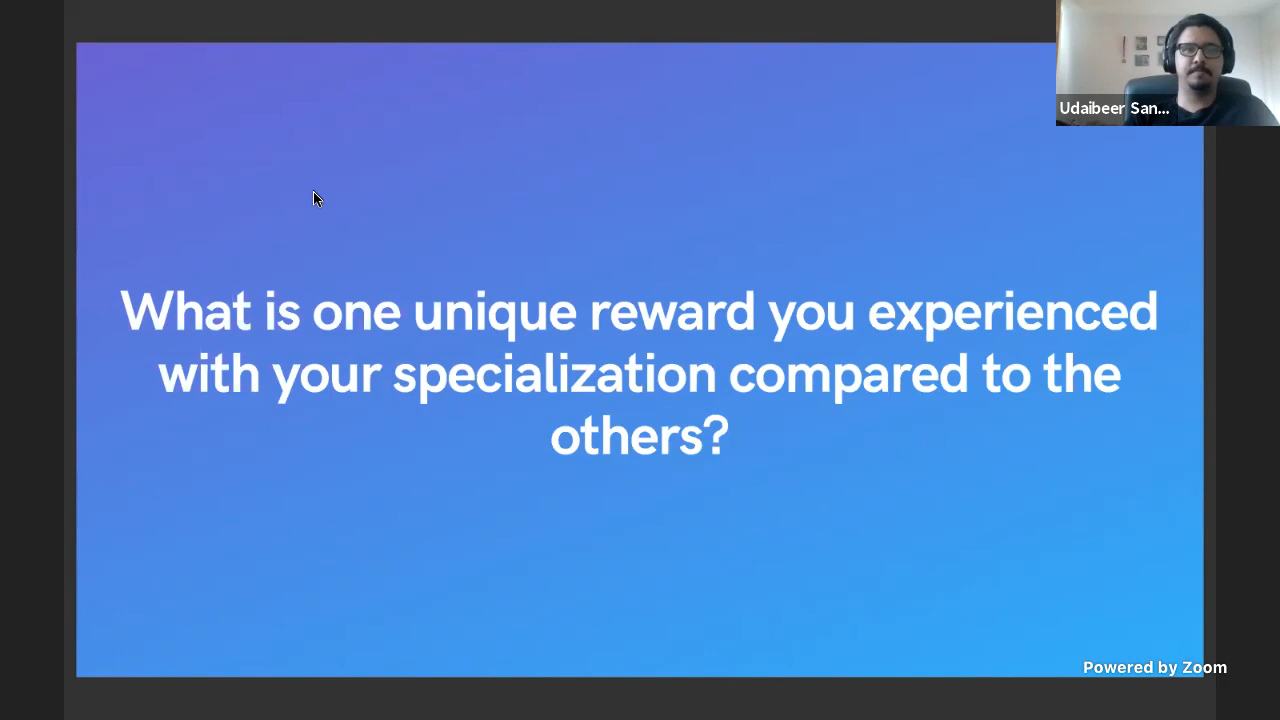 Udaibeer San...
What is one unique reward you experienced
with your specialization compared to the
others?
Powered by Zoom